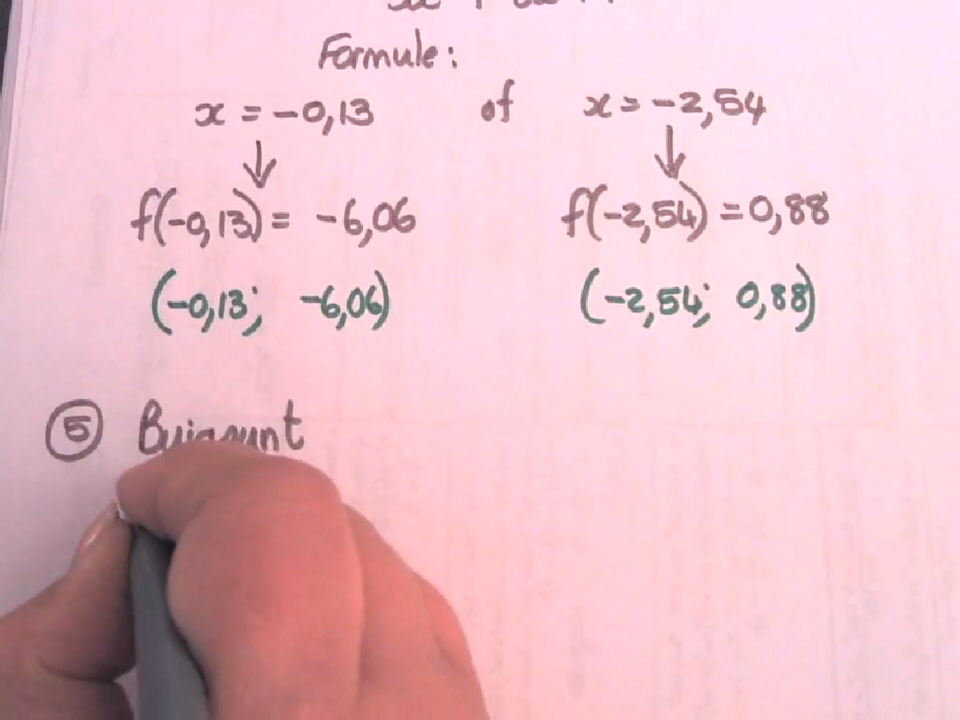 Formule:
x = -0,13 of x = -2,54
↓ ↓
f(-0,13) = -6,06 f(-2,54) = 0,88
(-0,13; -6,06) (-2,54; 0,88)
⑤